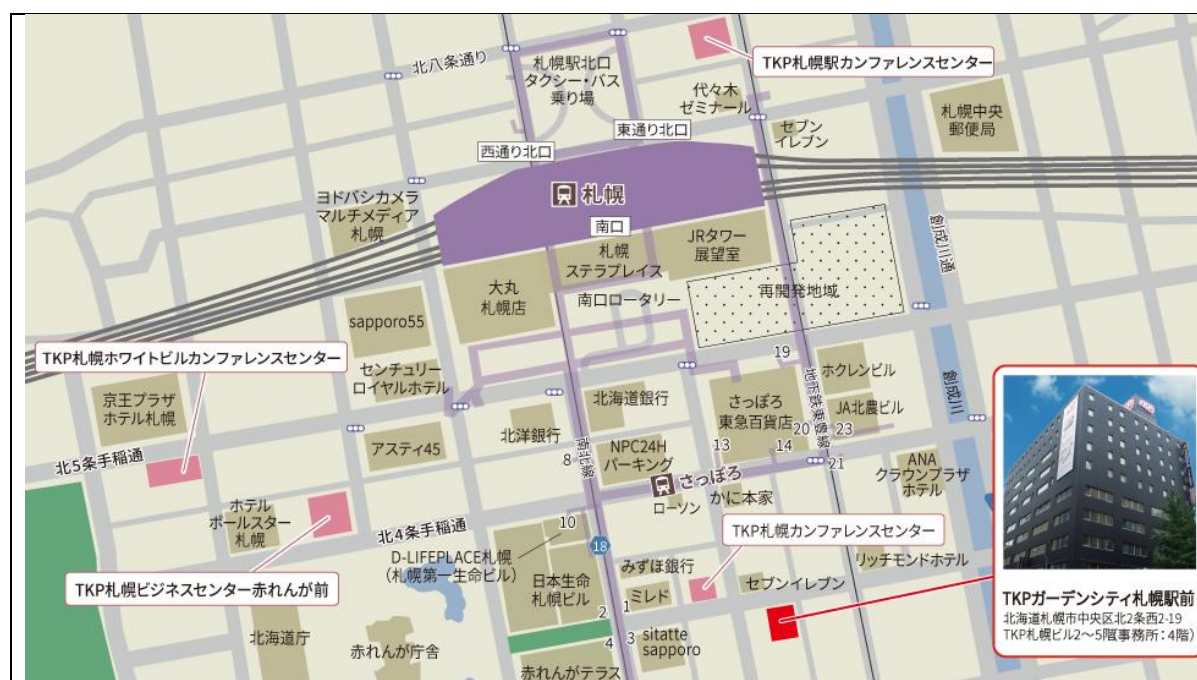 北八条通り
札幌駅北口
タクシー・バス
乗り場
TKP札幌駅カンファレンスセンター
代々木
ゼミナール
セブン
イレブン
札幌中央
郵便局
東通り北口
西通り北口
ヨドバシカメラ
マルチメディア
札幌
札幌
南口
札幌
ステラプレイス
JRタワー
展望室
創成川通
大丸
札幌店
南口ロータリー
再開発地域
sapporo55
TKP札幌ホワイトビルカンファレンスセンター
センチュリー
ロイヤルホテル
19
ホクレンビル
地下鉄東豊線
創成川
京王プラザ
ホテル札幌
北海道銀行
さっぽろ
東急百貨店
JA北農ビル
北洋銀行
アスティ45
南北線
8
NPC24H
パーキング
13
14
20
23
21
北5条手稲通
さっぽろ
ローソン
かに本家
ANA
クラウンプラザ
ホテル
ホテル
ポールスター
札幌
北4条手稲通
10
18
TKP札幌カンファレンスセンター
D-LIFEPLACE札幌
(札幌第一生命ビル)
みずほ銀行
リッチモンドホテル
TKP札幌ビジネスセンター赤れんが前
日本生命
札幌ビル
ミレド
セブンイレブン
2
1
4
3
sitatte
sapporo
北海道庁
赤れんが庁舎
赤れんがテラス
TKPガーデンシティ札幌駅前
北海道札幌市中央区北2条西2-19
TKP札幌ビル2〜5階(事務所:4階)